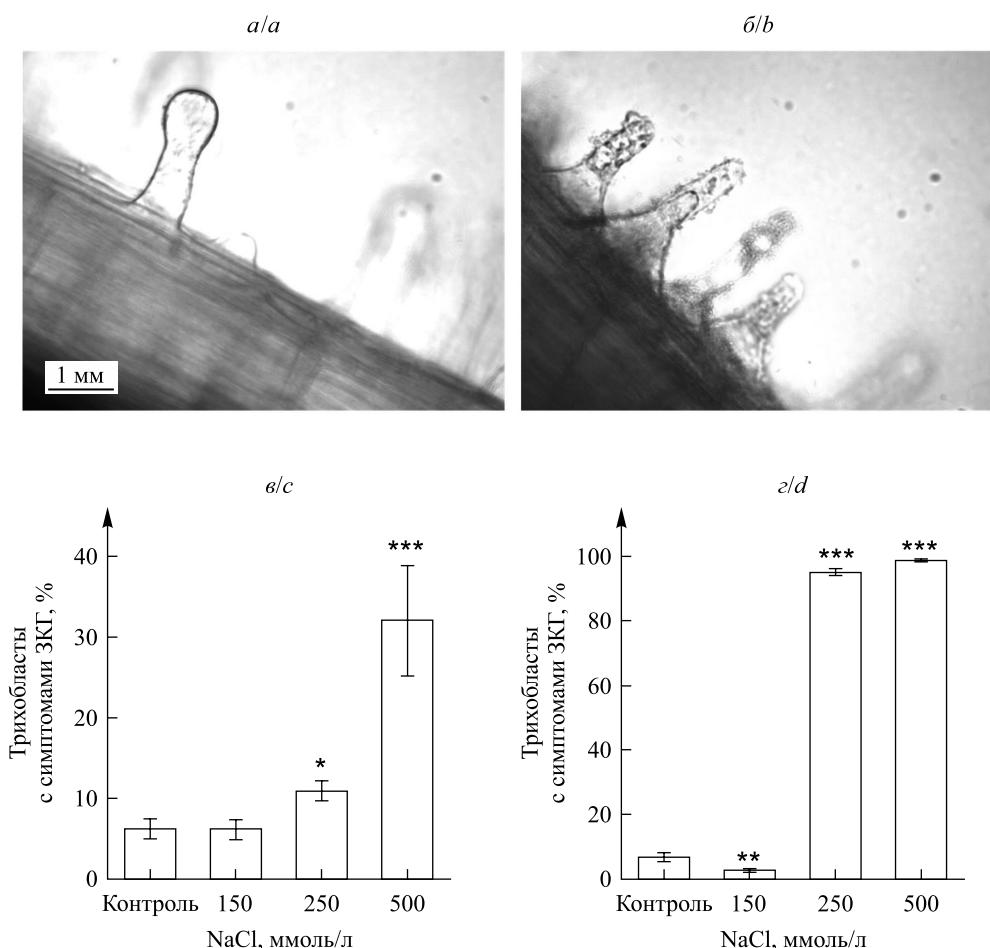 а/a
б/b
1 мм
в/c
г/d
Трихобласты
с симптомами ЗКГ, %
40
30
20
10
0
***
*
Контроль 150 250 500
NaCl, ммоль/л
Трихобласты
с симптомами ЗКГ, %
100
80
60
40
20
0
***
***
**
Контроль 150 250 500
NaCl, ммоль/л